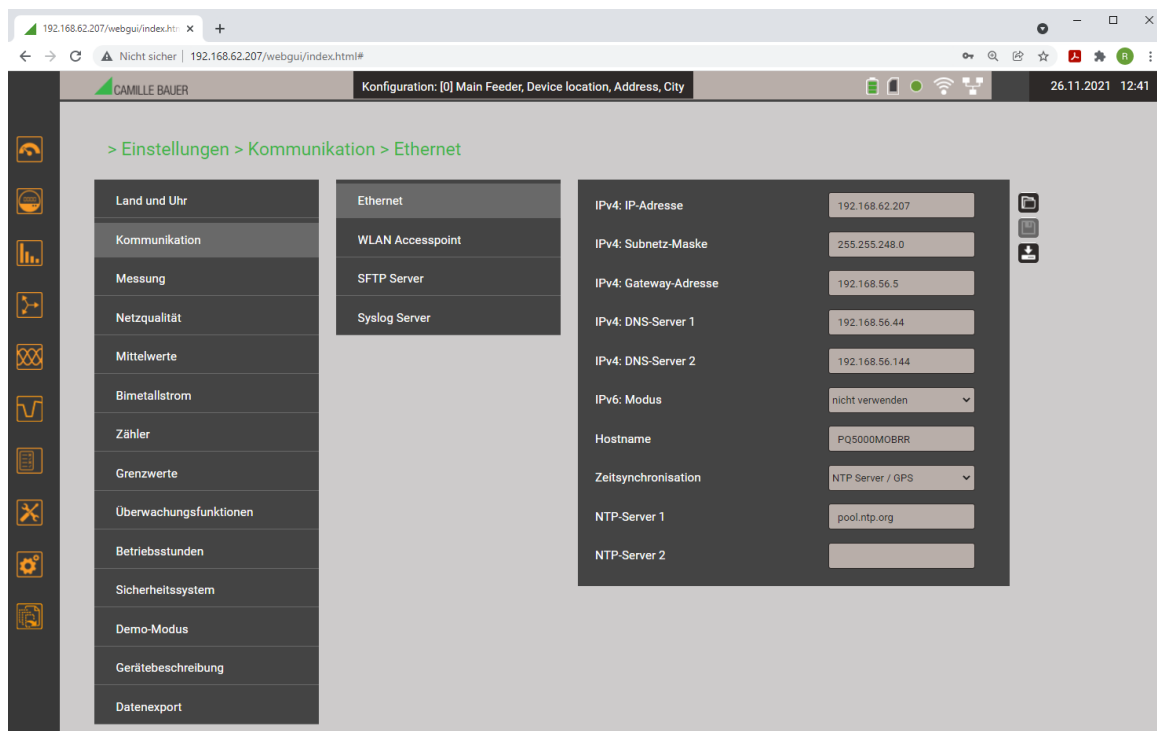 192.168.62.207/webgui/index.htm
Nicht sicher | 192.168.62.207/webgui/index.html#
R
CAMILLE BAUER
Konfiguration: [0] Main Feeder, Device location, Address, City
26.11.2021 12:41
> Einstellungen > Kommunikation > Ethernet
Land und Uhr
Kommunikation
Messung
Netzqualität
Mittelwerte
Bimetallstrom
Zähler
Grenzwerte
Überwachungsfunktionen
Betriebsstunden
Sicherheitssystem
Demo-Modus
Gerätebeschreibung
Datenexport
Ethernet
WLAN Accesspoint
SFTP Server
Syslog Server
IPv4: IP-Adresse 192.168.62.207
IPv4: Subnetz-Maske 255.255.248.0
IPv4: Gateway-Adresse 192.168.56.5
IPv4: DNS-Server 1 192.168.56.44
IPv4: DNS-Server 2 192.168.56.144
IPv6: Modus nicht verwenden
Hostname PQ5000MOBRR
Zeitsynchronisation NTP Server / GPS
NTP-Server 1 pool.ntp.org
NTP-Server 2